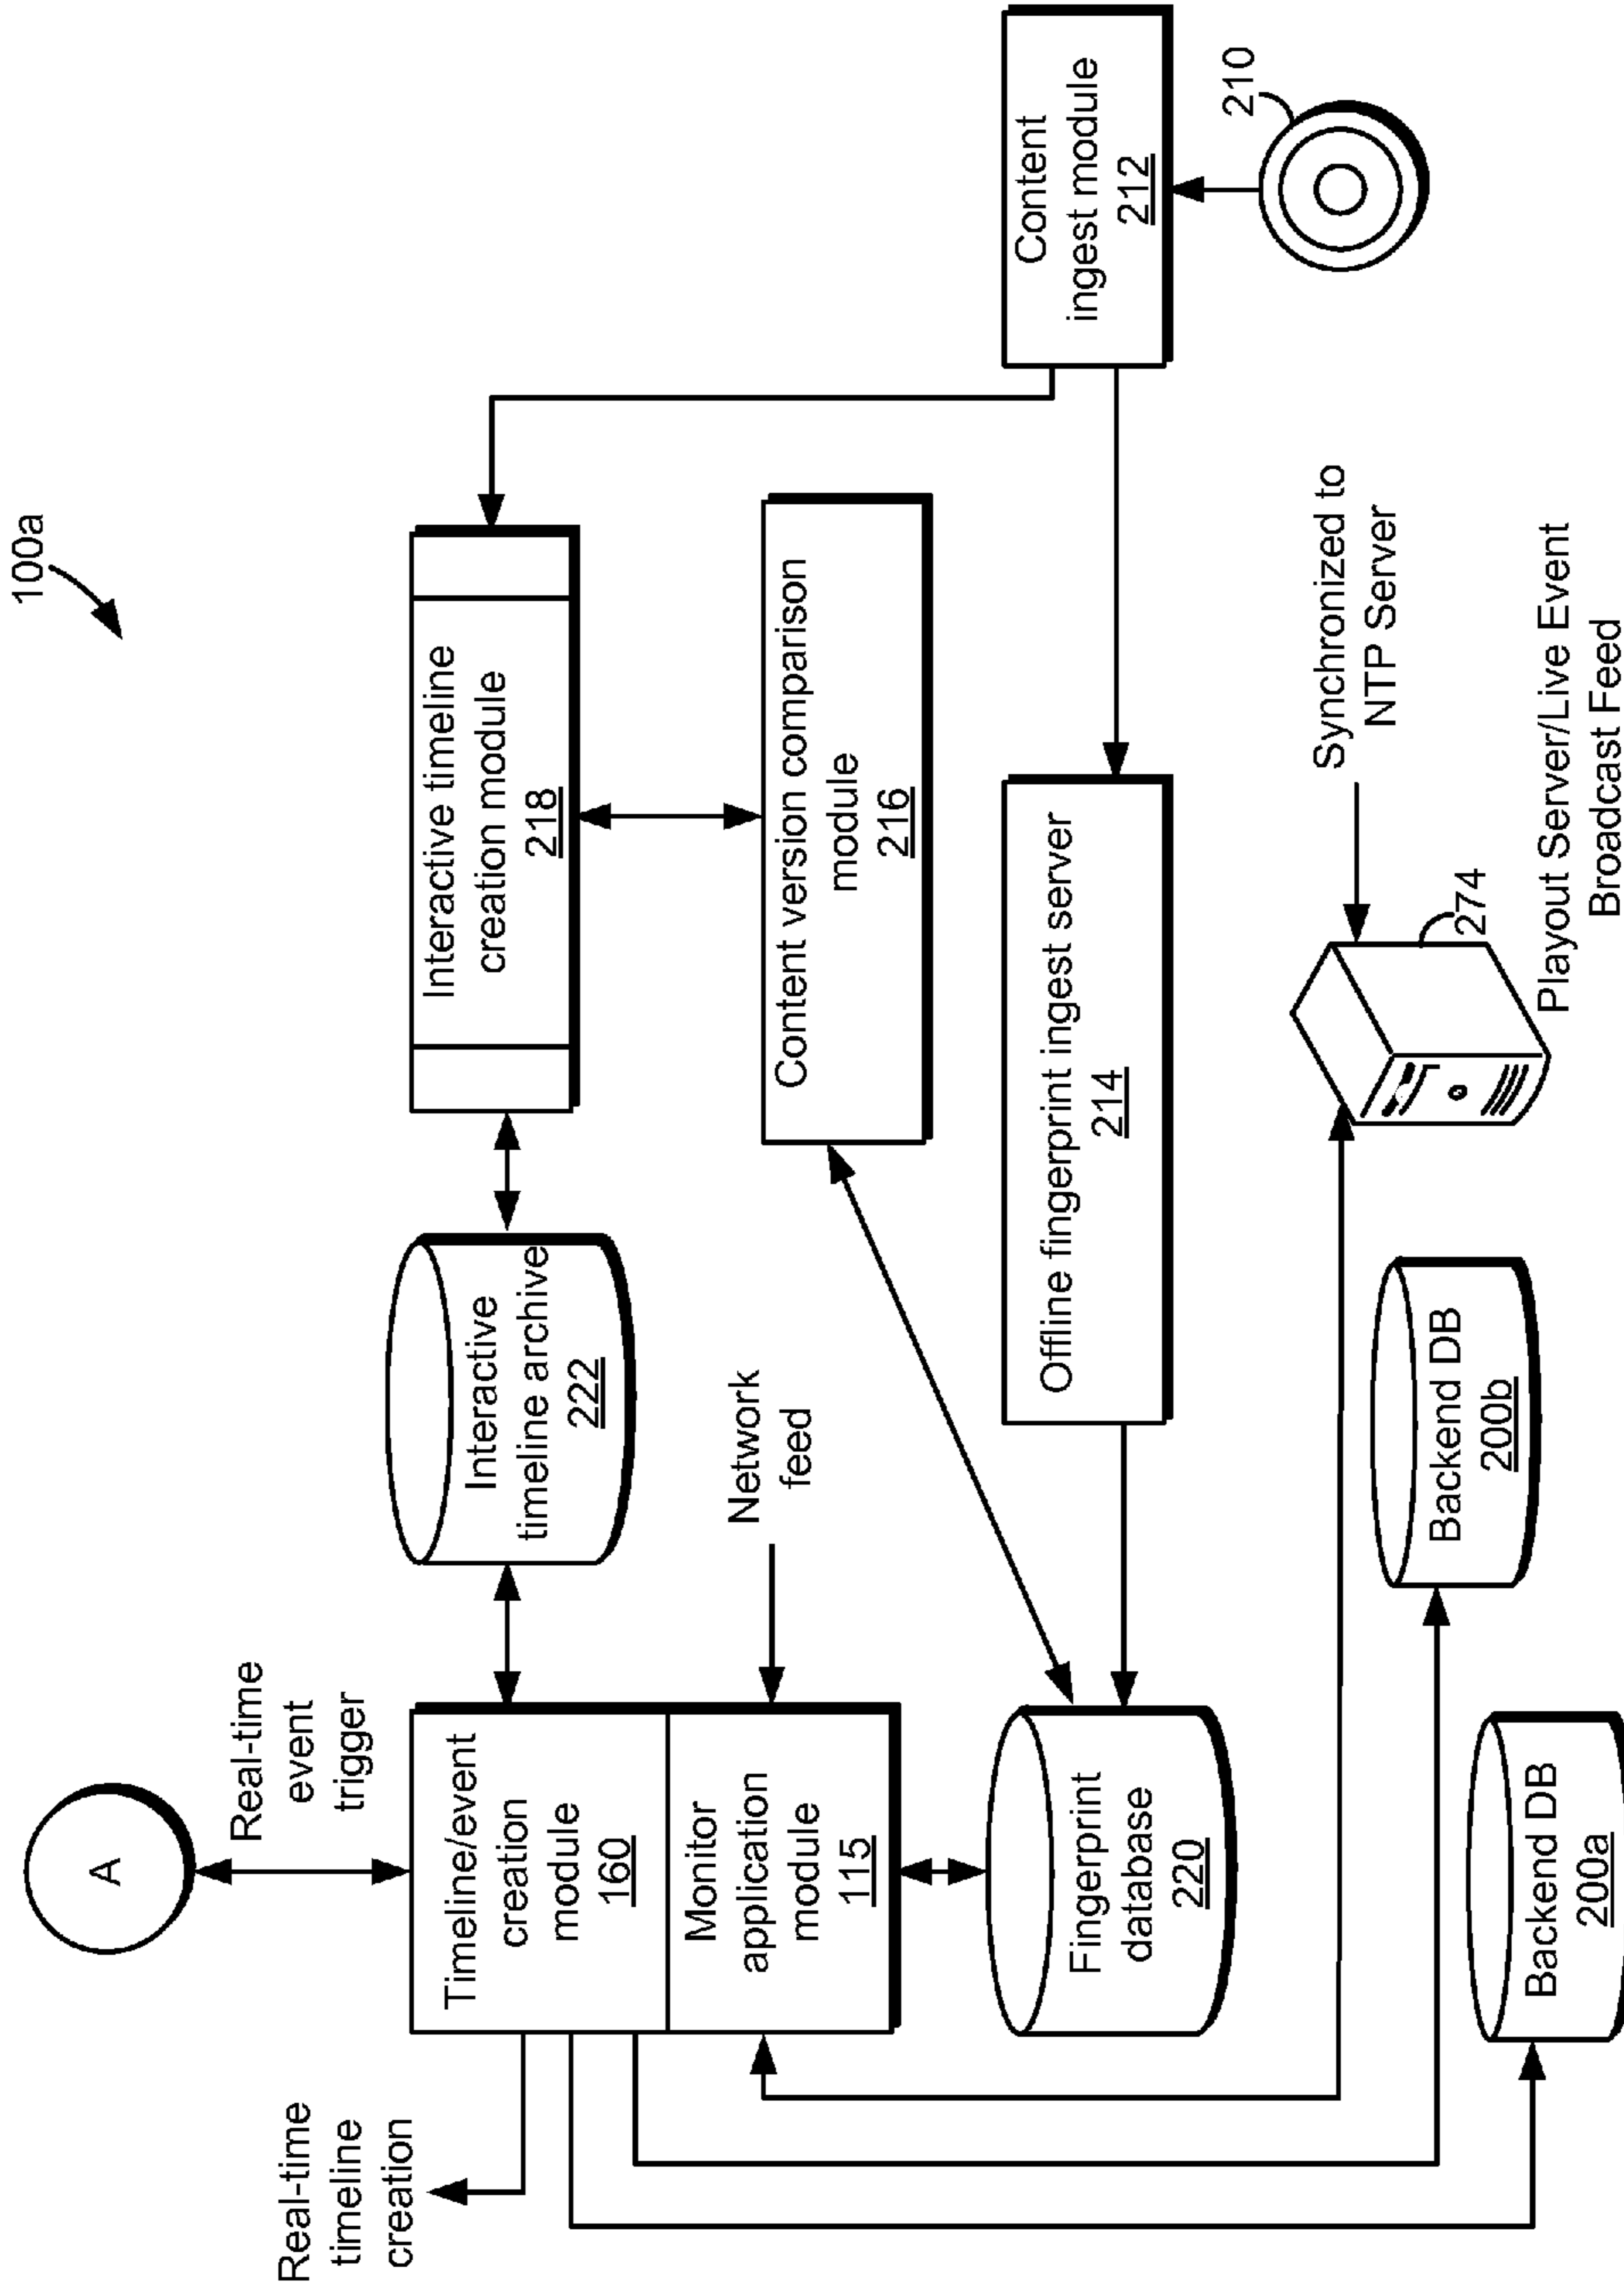 100a
A
Real-time
event
trigger
Real-time
timeline
creation
Timeline/event
creation
module
160
Monitor
application
module
115
Network
feed
Interactive
timeline archive
222
Interactive timeline
creation module
218
Content version comparison
module
216
Content
ingest module
212
210
Offline fingerprint ingest server
214
Fingerprint
database
220
Synchronized to
NTP Server
274
Playout Server/Live Event
Broadcast Feed
Backend DB
200b
Backend DB
200a